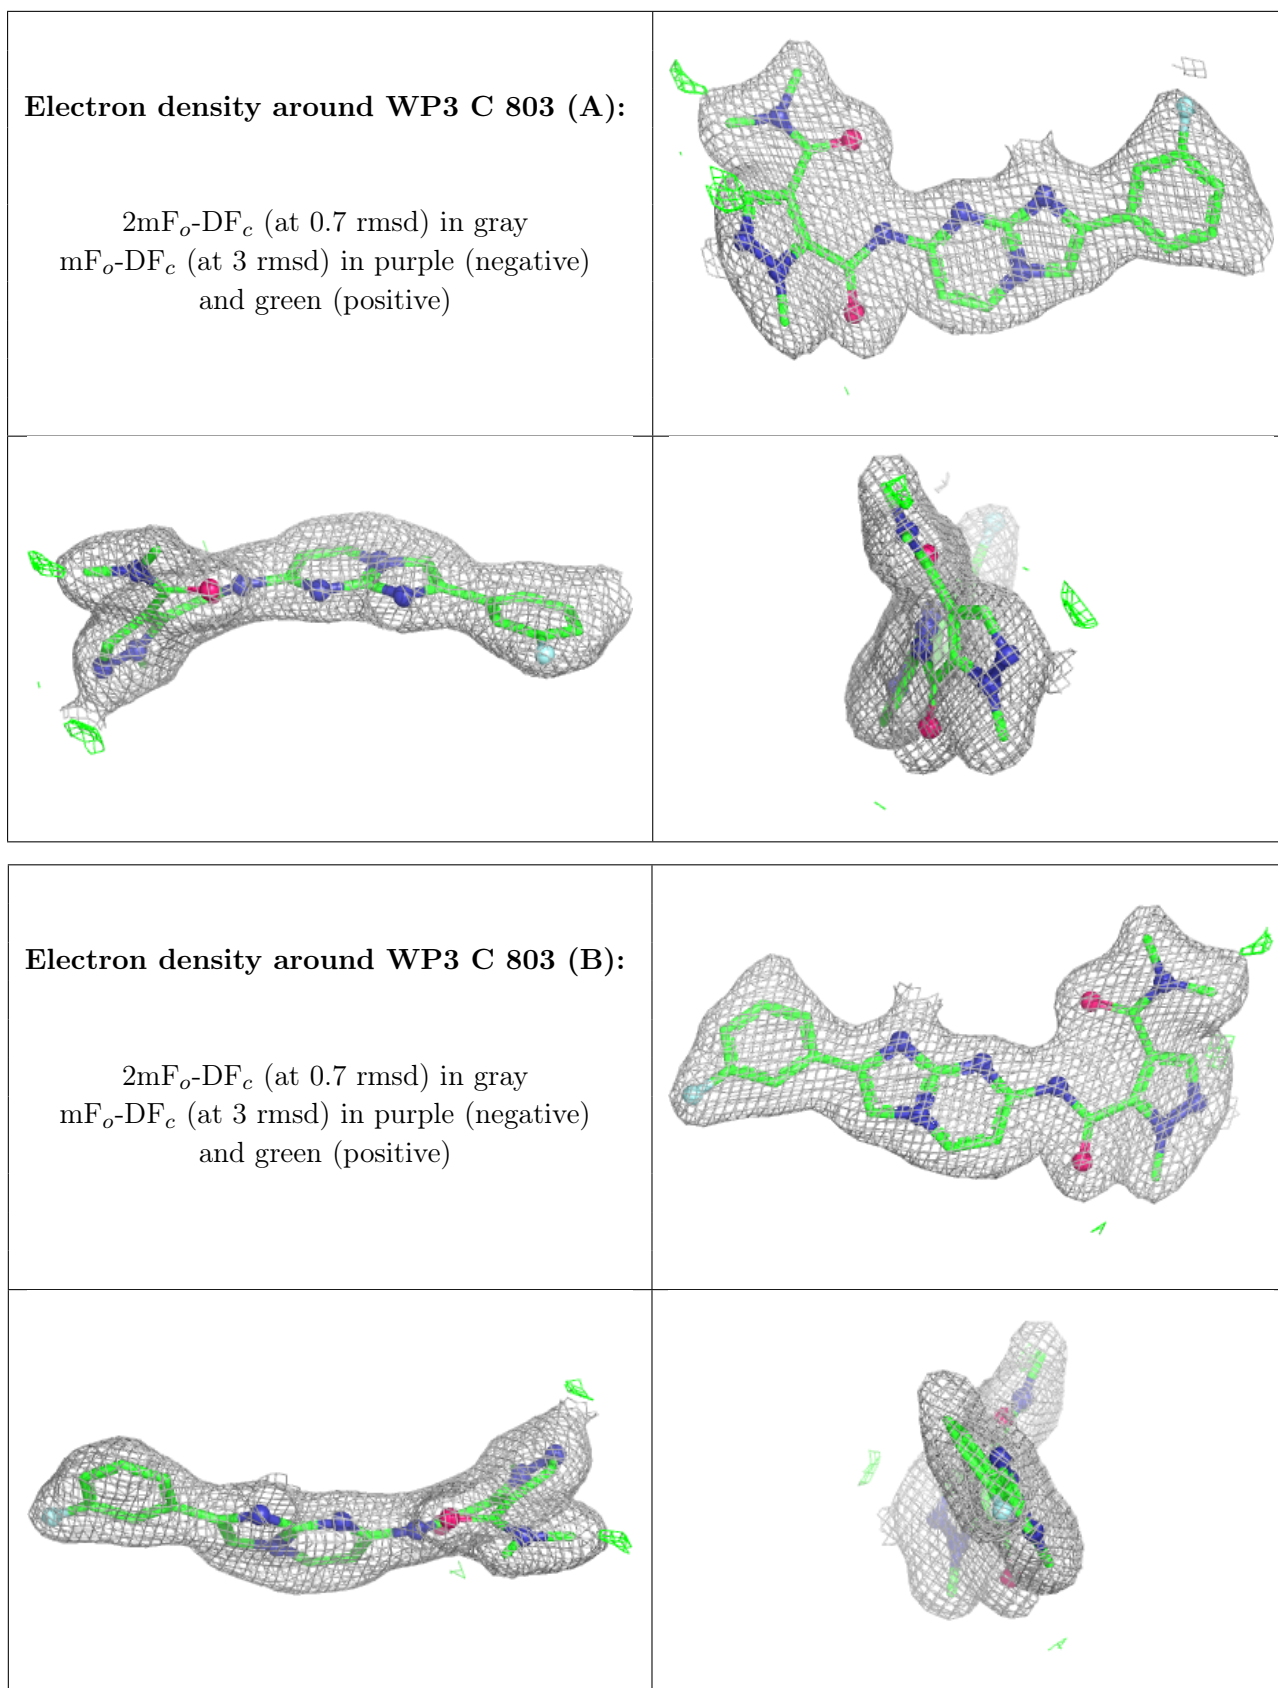 Electron density around WP3 C 803 (A):
2mFo-DFc (at 0.7 rmsd) in gray
mFo-DFc (at 3 rmsd) in purple (negative)
and green (positive)
Electron density around WP3 C 803 (B):
2mFo-DFc (at 0.7 rmsd) in gray
mFo-DFc (at 3 rmsd) in purple (negative)
and green (positive)